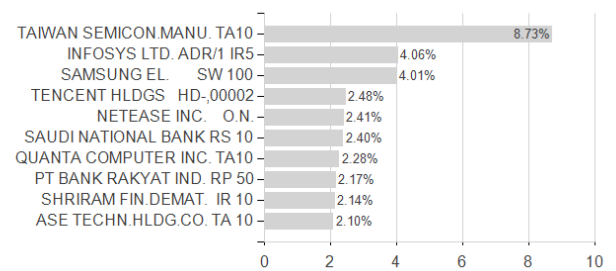 TAIWAN SEMICON.MANU. TA10 8.73%
INFOSYS LTD. ADR/1 IR5 4.06%
SAMSUNG EL. SW 100 4.01%
TENCENT HLDGS HD-,00002 2.48%
NETEASE INC. O.N. 2.41%
SAUDI NATIONAL BANK RS 10 2.40%
QUANTA COMPUTER INC. TA10 2.28%
PT BANK RAKYAT IND. RP 50 2.17%
SHRIRAM FIN.DEMAT. IR 10 2.14%
ASE TECHN.HLDG.CO. TA 10 2.10%
0 2 4 6 8 10